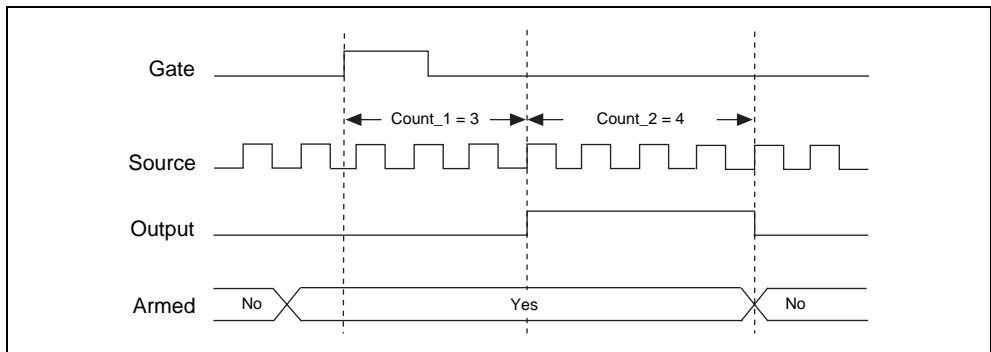 Gate
Count_1 = 3
Count_2 = 4
Source
Output
Armed
No
Yes
No